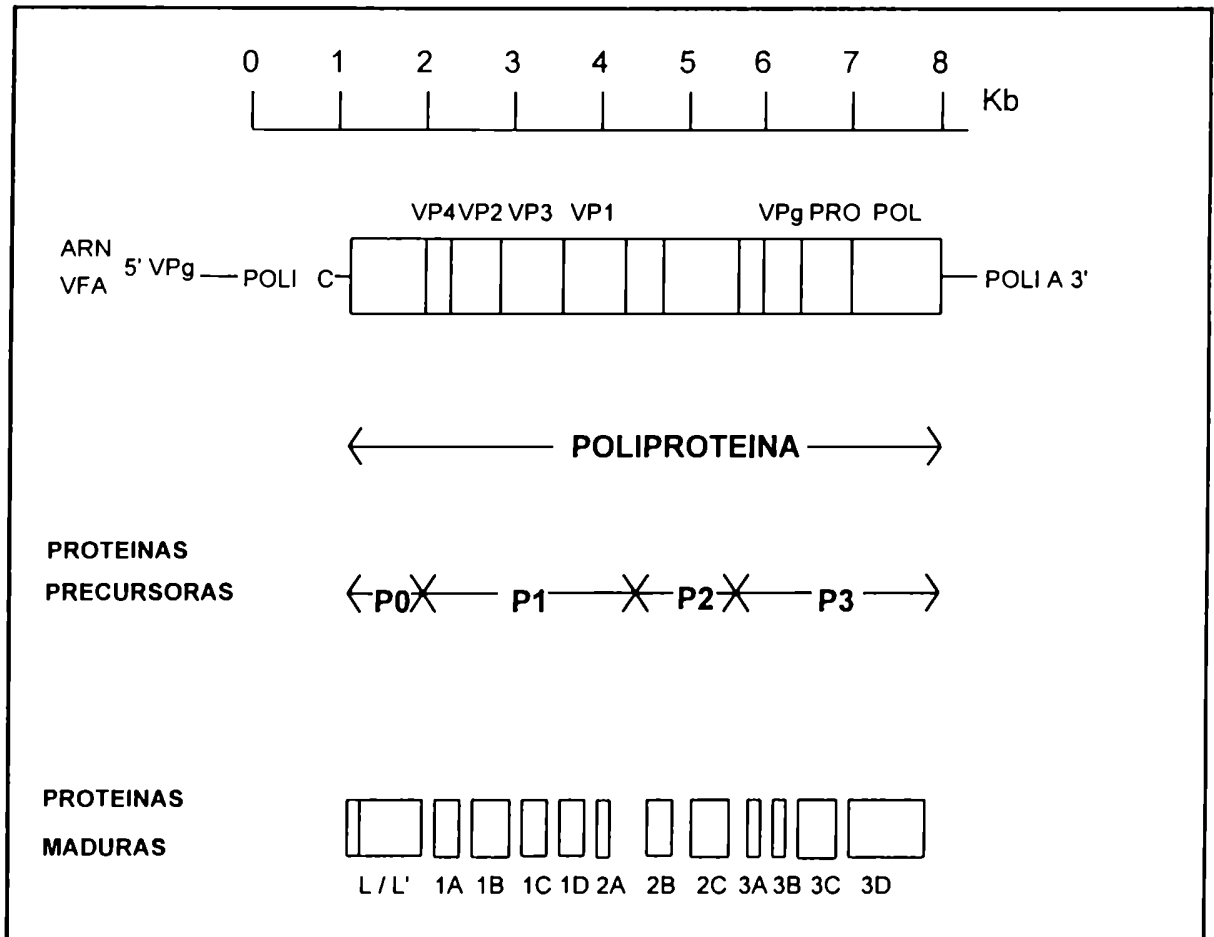 0 1 2 3 4 5 6 7 8
Kb
VP4 VP2 VP3 VP1 VPg PRO POL
ARN
VFA
5' VPg POLI C POLI A 3'
POLIPROTEINA
PROTEINAS
PRECURSORAS
P0 P1 P2 P3
PROTEINAS
MADURAS
L / L' 1A 1B 1C 1D 2A 2B 2C 3A 3B 3C 3D